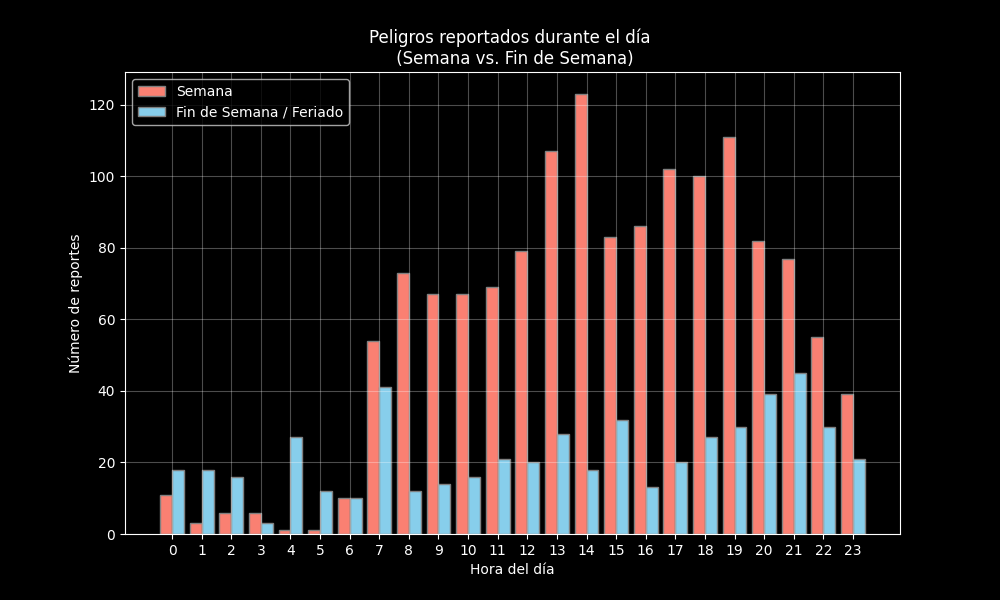 Peligros reportados durante el día
(Semana vs. Fin de Semana)
Semana
Fin de Semana / Feriado
Número de reportes
120
100
80
60
40
20
0
0 1 2 3 4 5 6 7 8 9 10 11 12 13 14 15 16 17 18 19 20 21 22 23
Hora del día